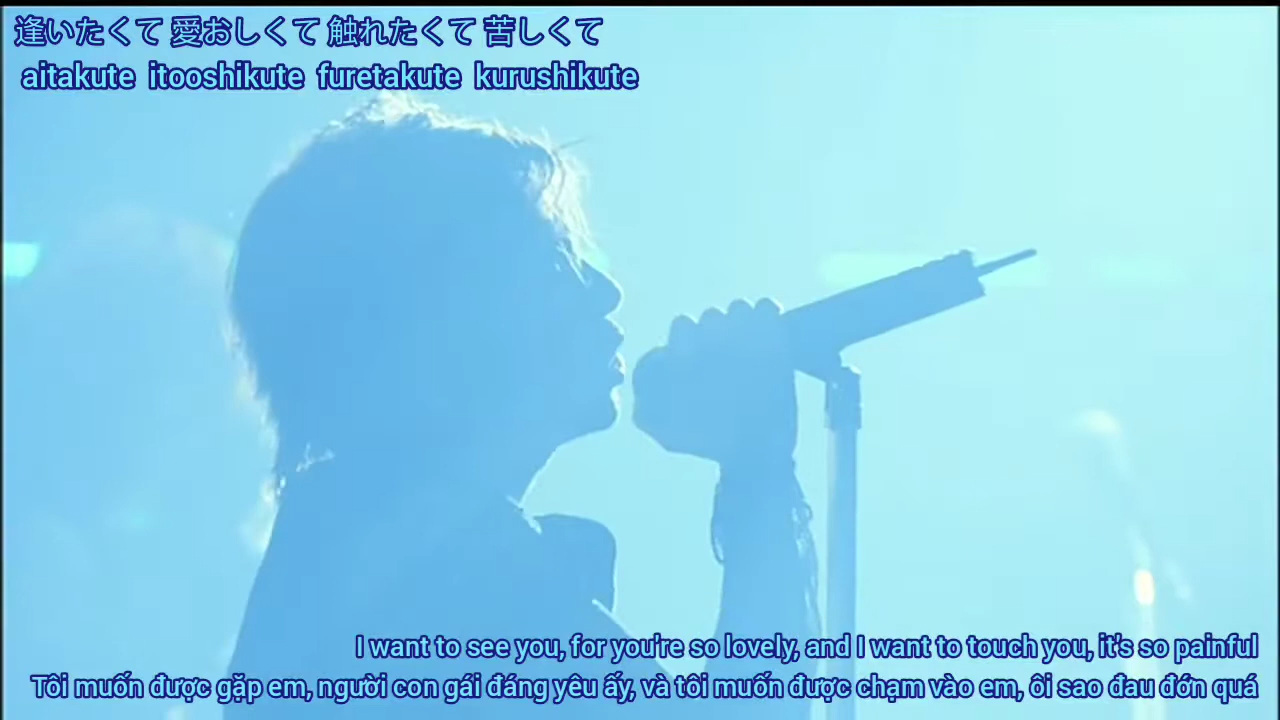 逢いたくて 愛おしくて 触れたくて 苦しくて
aitakute itooshikute furetakute kurushikute
I want to see you, for you're so lovely, and I want to touch you, it's so painful
Tôi muốn được gặp em, người con gái đáng yêu ấy, và tôi muốn được chạm vào em, ôi sao đau đớn quá